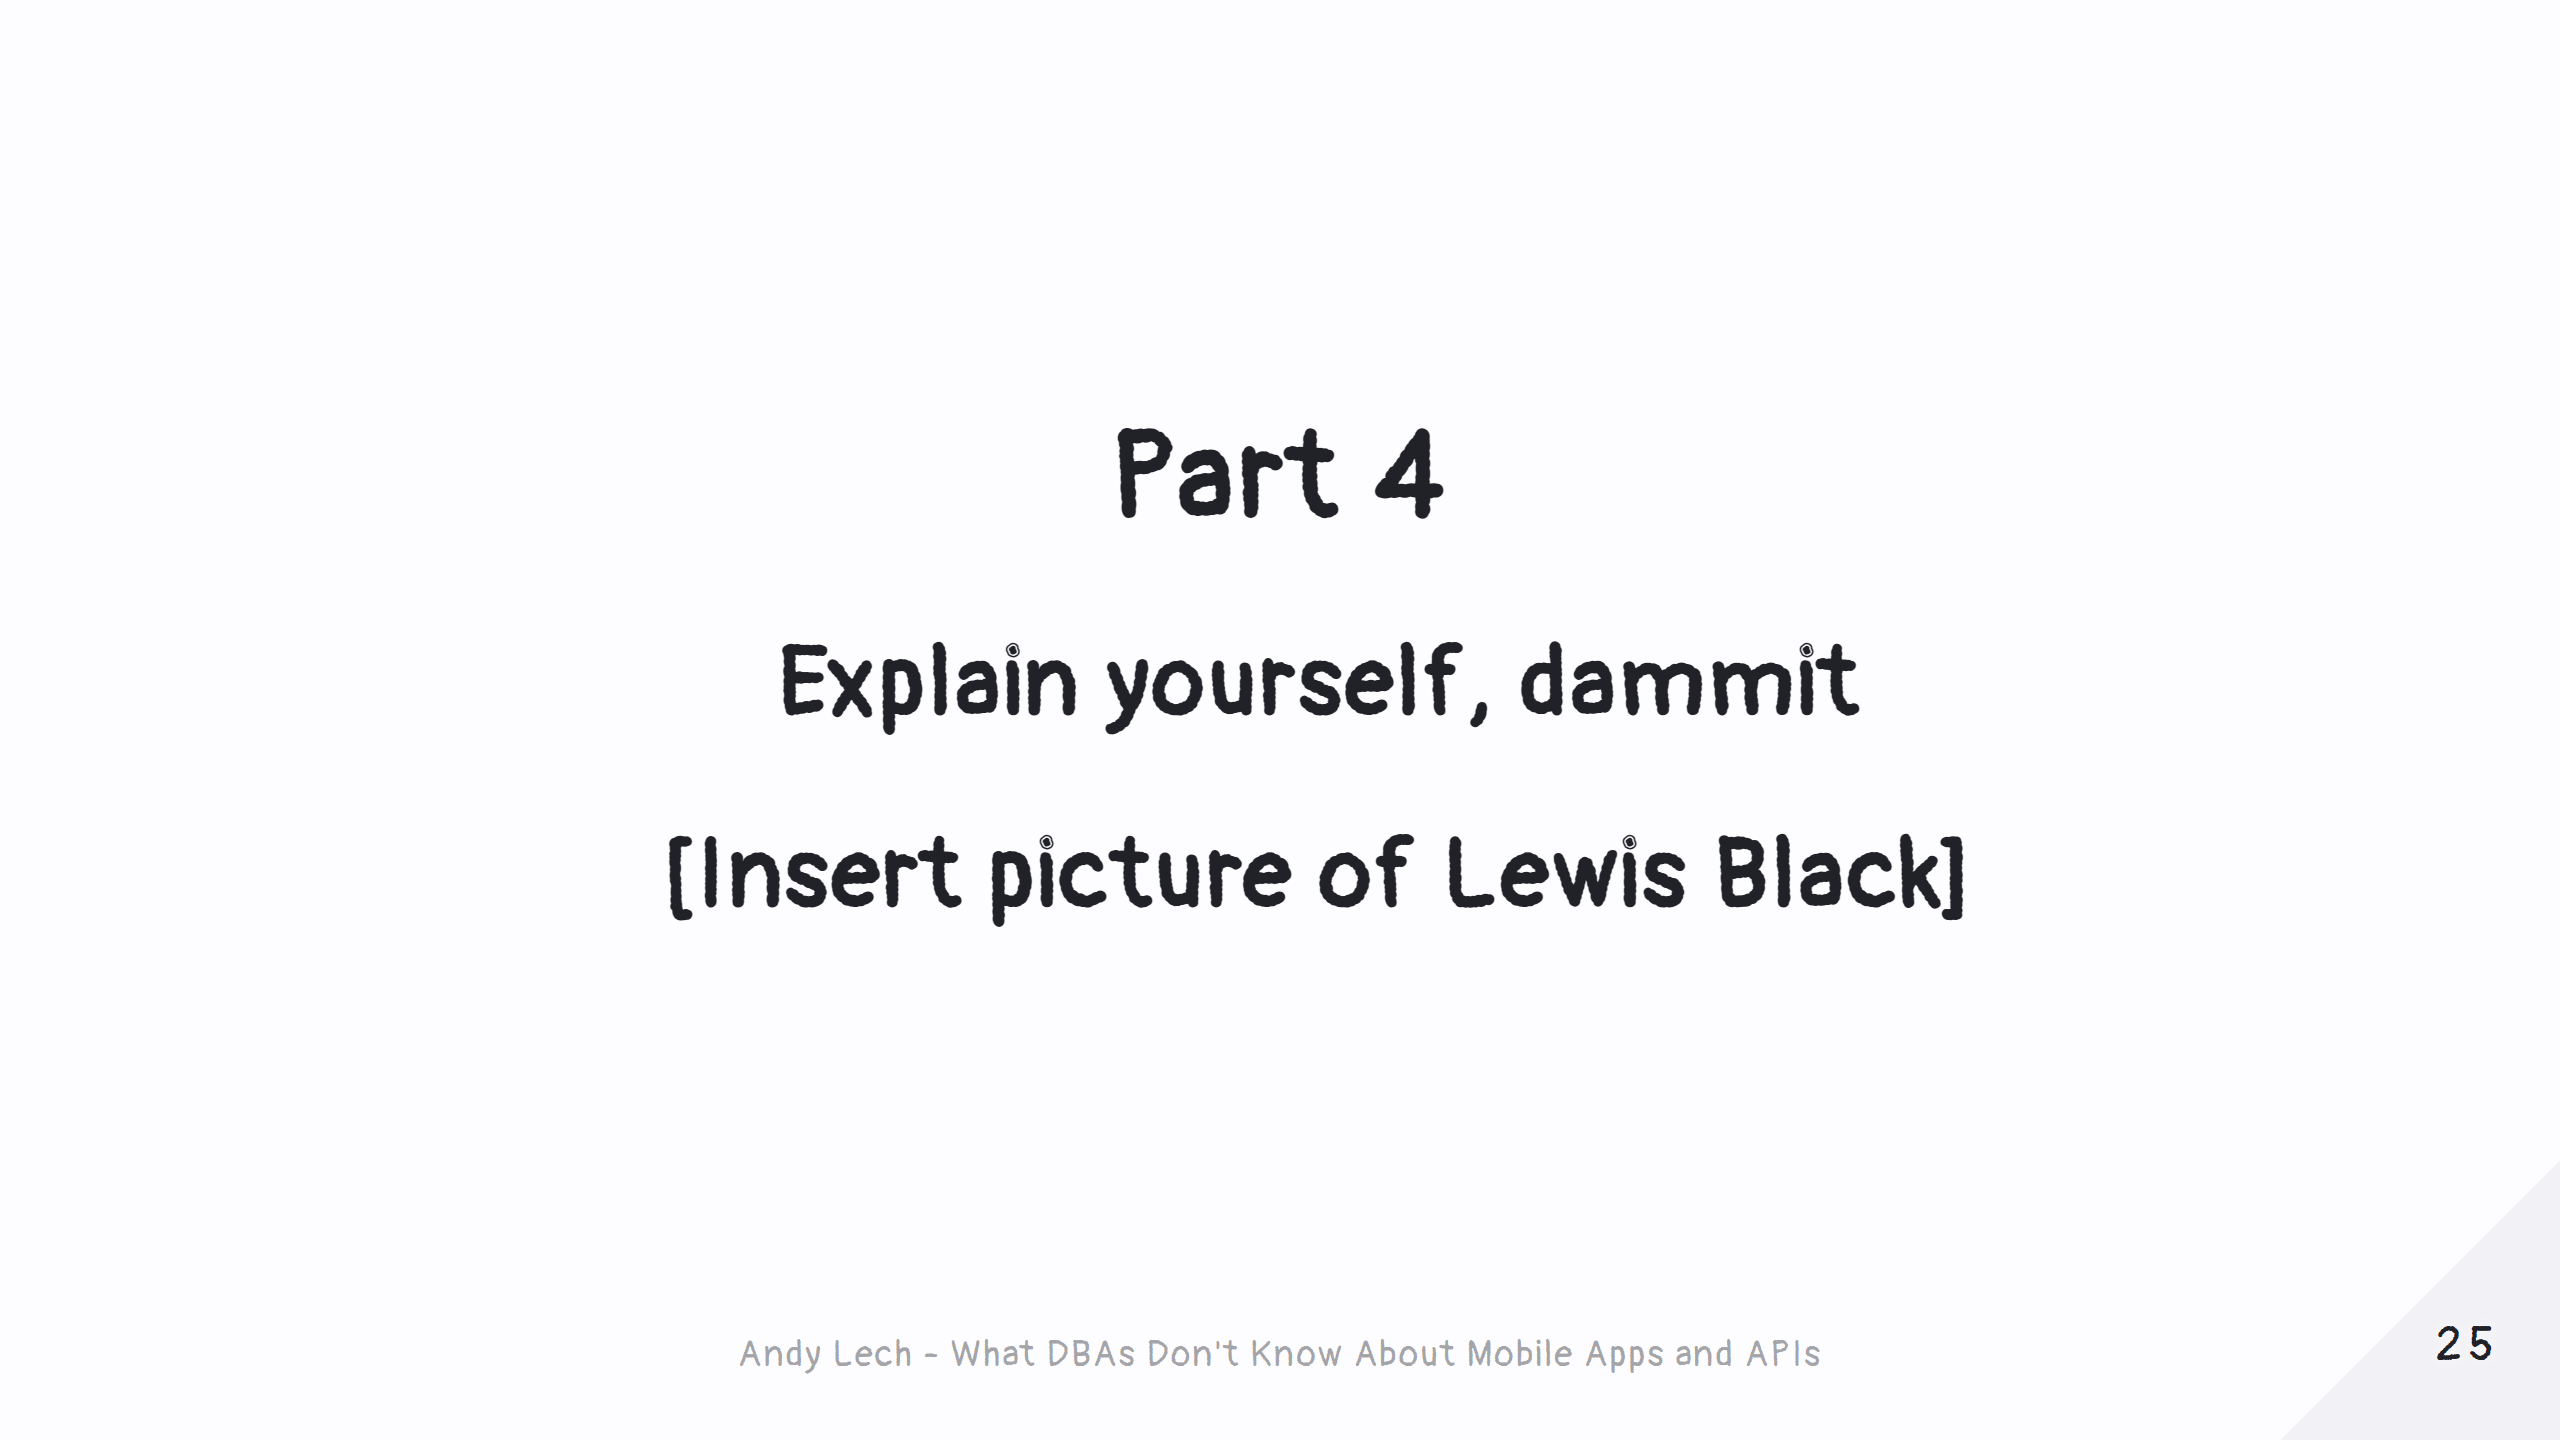 Part 4
Explain yourself, dammit
[Insert picture of Lewis Black]
Andy Lech - What DBAs Don't Know About Mobile Apps and APIs
25